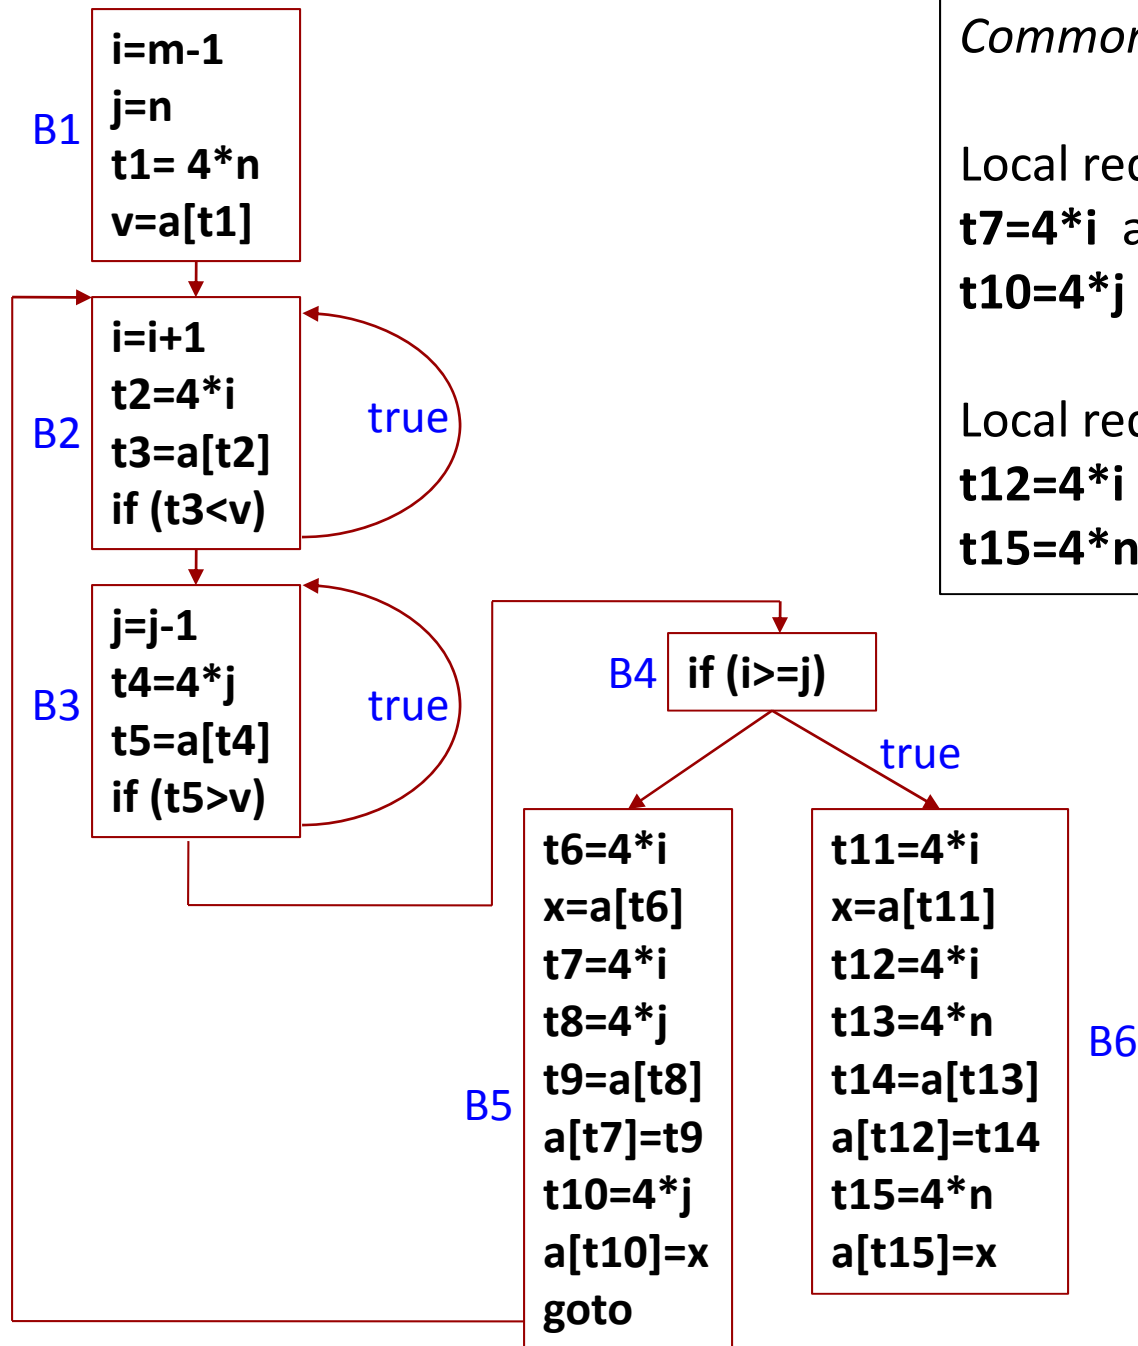 B1
i=m-1
j=n
t1= 4*n
v=a[t1]
B2
i=i+1
t2=4*i
t3=a[t2]
if (t3<v)
true
B3
j=j-1
t4=4*j
t5=a[t4]
if (t5>v)
true
B4
if (i>=j)
true
B5
t6=4*i
x=a[t6]
t7=4*i
t8=4*j
t9=a[t8]
a[t7]=t9
t10=4*j
a[t10]=x
goto
t11=4*i
x=a[t11]
t12=4*i
t13=4*n
t14=a[t13]
a[t12]=t14
t15=4*n
a[t15]=x
B6
Local
t7=4*i
t10=4*j
Local
t12=4*i
t15=4*n